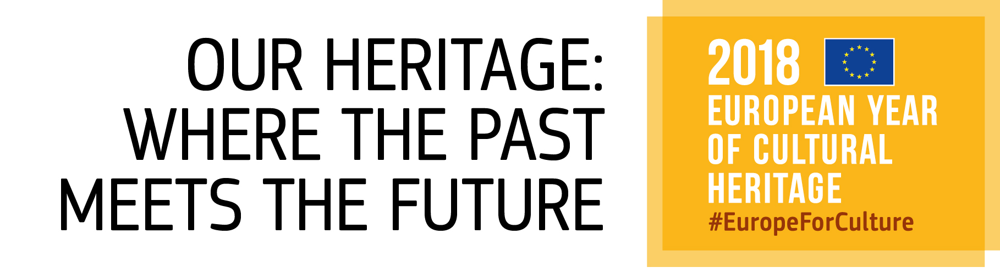 OUR HERITAGE:
WHERE THE PAST
MEETS THE FUTURE
2018
EUROPEAN YEAR
OF CULTURAL
HERITAGE
#EuropeForCulture